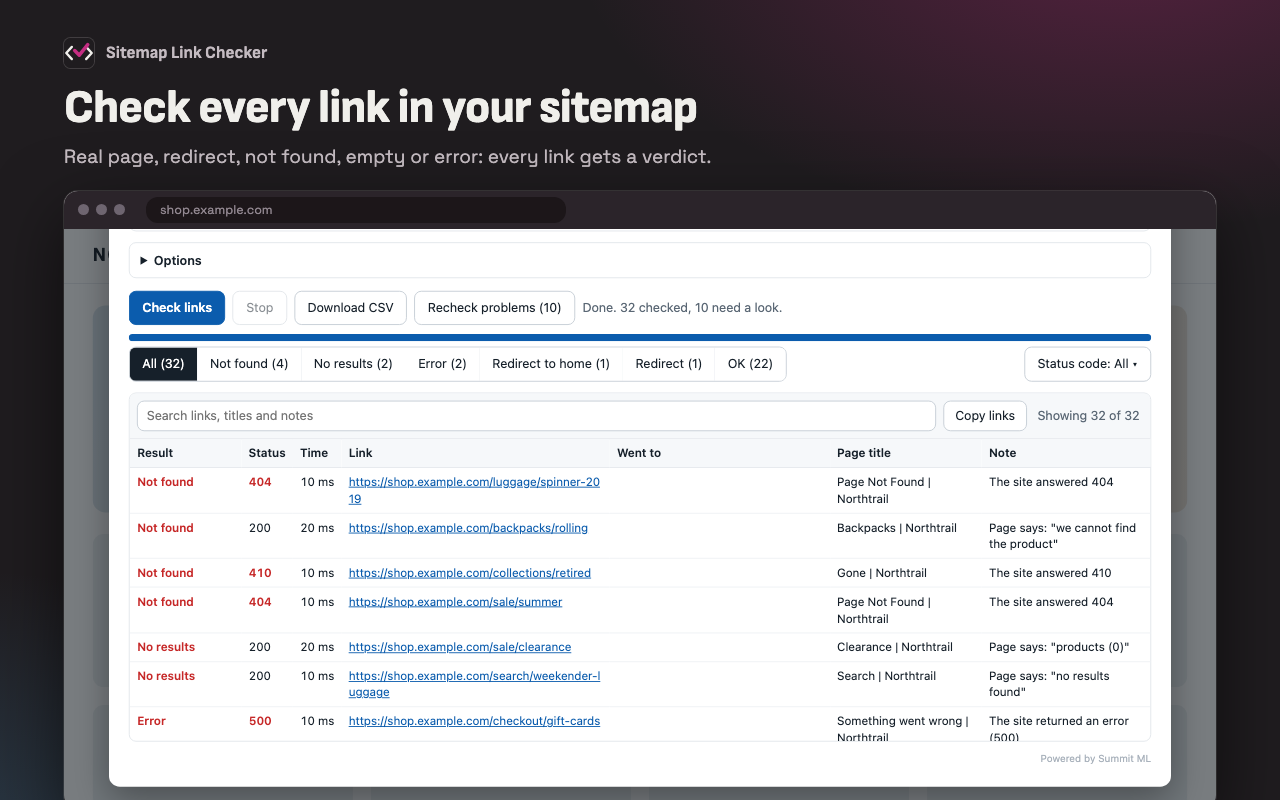 Sitemap Link Checker
Check every link in your sitemap
Real page, redirect, not found, empty or error: every link gets a verdict.
shop.example.com
N
▶ Options
Check links Stop Download CSV Recheck problems (10) Done. 32 checked, 10 need a look.
All (32) Not found (4) No results (2) Error (2) Redirect to home (1) Redirect (1) OK (22) Status code: All ▾
Search links, titles and notes Copy links Showing 32 of 32
Result Status Time Link Went to Page title Note
Not found 404 10 ms https://shop.example.com/luggage/spinner-20 Page Not Found | The site answered 404
19 Northtrail
Not found 200 20 ms https://shop.example.com/backpacks/rolling Backpacks | Northtrail Page says: "we cannot find
the product"
Not found 410 10 ms https://shop.example.com/collections/retired Gone | Northtrail The site answered 410
Not found 404 10 ms https://shop.example.com/sale/summer Page Not Found | The site answered 404
Northtrail
No results 200 20 ms https://shop.example.com/sale/clearance Clearance | Northtrail Page says: "products (0)"
No results 200 10 ms https://shop.example.com/search/weekender-l Search | Northtrail Page says: "no results
uggage found"
Error 500 10 ms https://shop.example.com/checkout/gift-cards Something went wrong | The site returned an error
Northtrail (500)
Powered by Summit ML